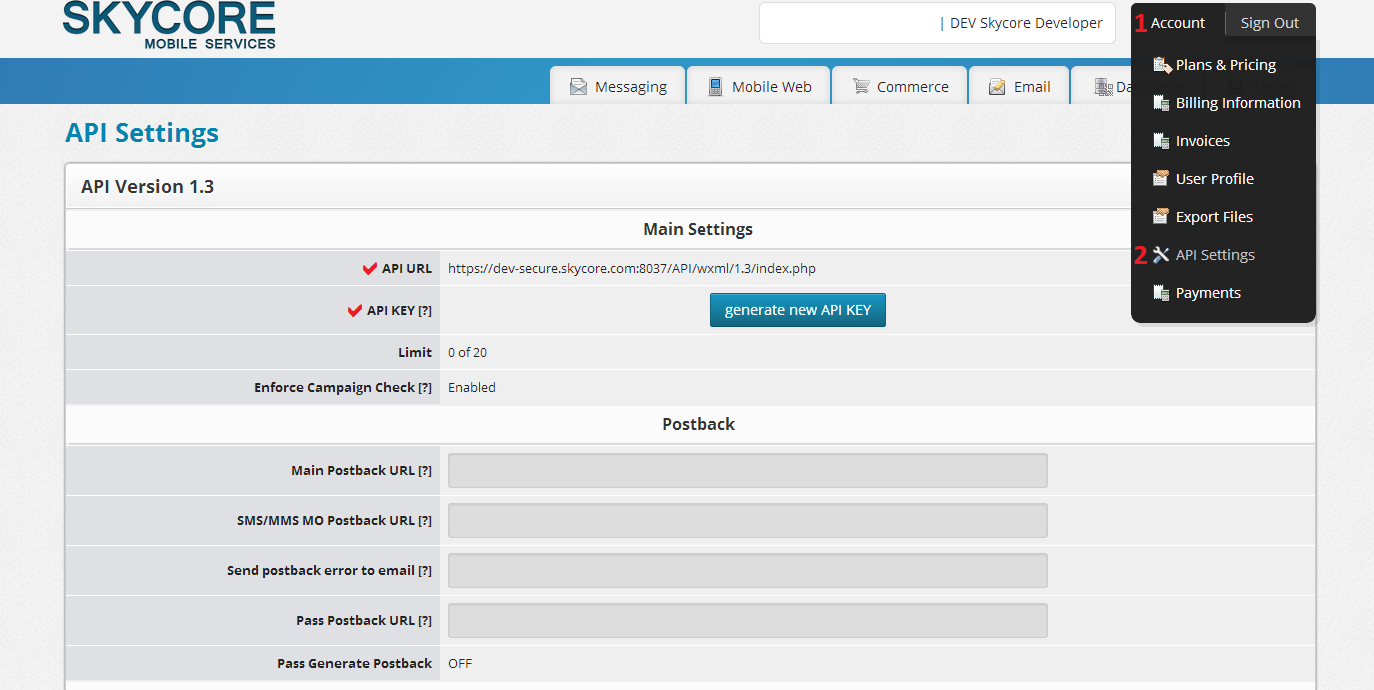 SKYCORE
MOBILE SERVICES
| DEV Skycore Developer
1 Account
Sign Out
Messaging
Mobile Web
Commerce
Email
Da
Plans & Pricing
Billing Information
Invoices
User Profile
Export Files
2 API Settings
Payments
API Settings
API Version 1.3
Main Settings
API URL https://dev-secure.skycore.com:8037/API/wxml/1.3/index.php
API KEY [?] generate new API KEY
Limit 0 of 20
Enforce Campaign Check [?] Enabled
Postback
Main Postback URL [?]
SMS/MMS MO Postback URL [?]
Send postback error to email [?]
Pass Postback URL [?]
Pass Generate Postback OFF